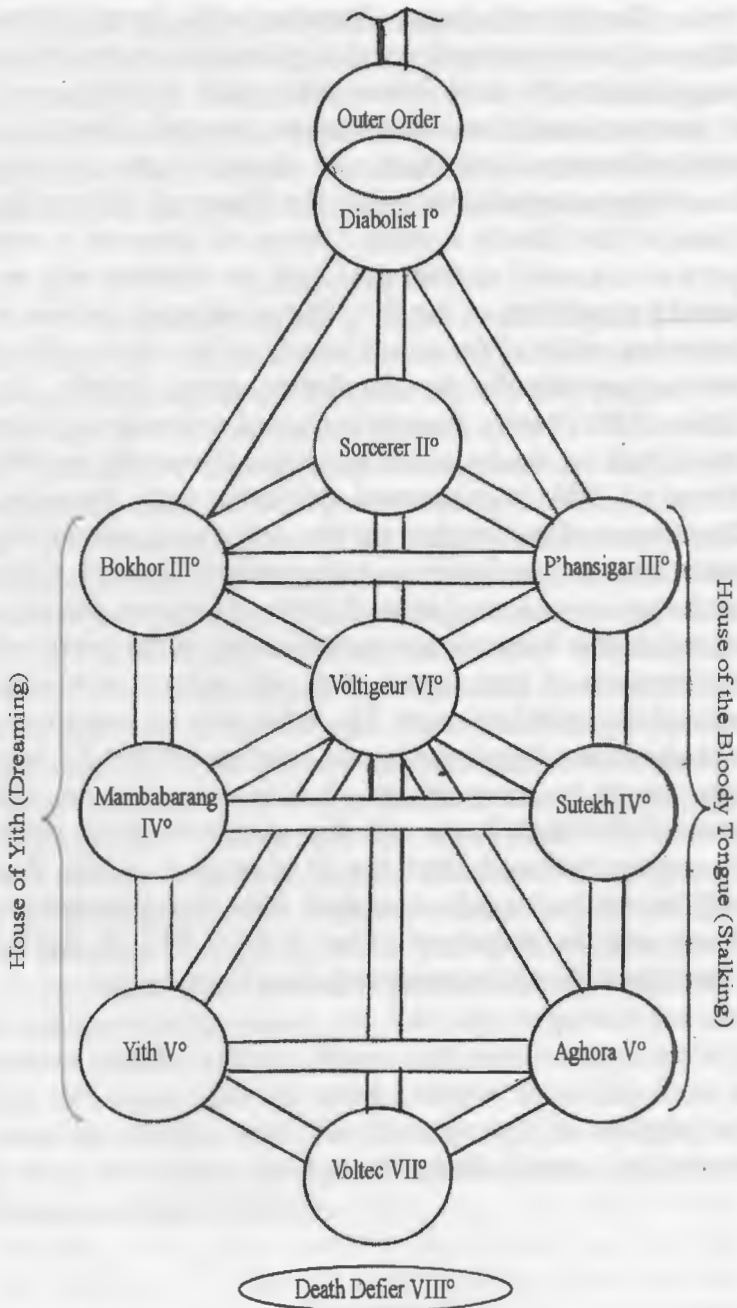 Outer Order
Diabolist I°
Sorcerer II°
Bokhor III°
P'hansigar III°
Voltigeur VI°
House of Yith (Dreaming)
Mambabarang
IV°
Sutekh IV°
House of the Bloody Tongue (Stalking)
Yith V°
Aghora V°
Voltec VII°
Death Defier VIII°